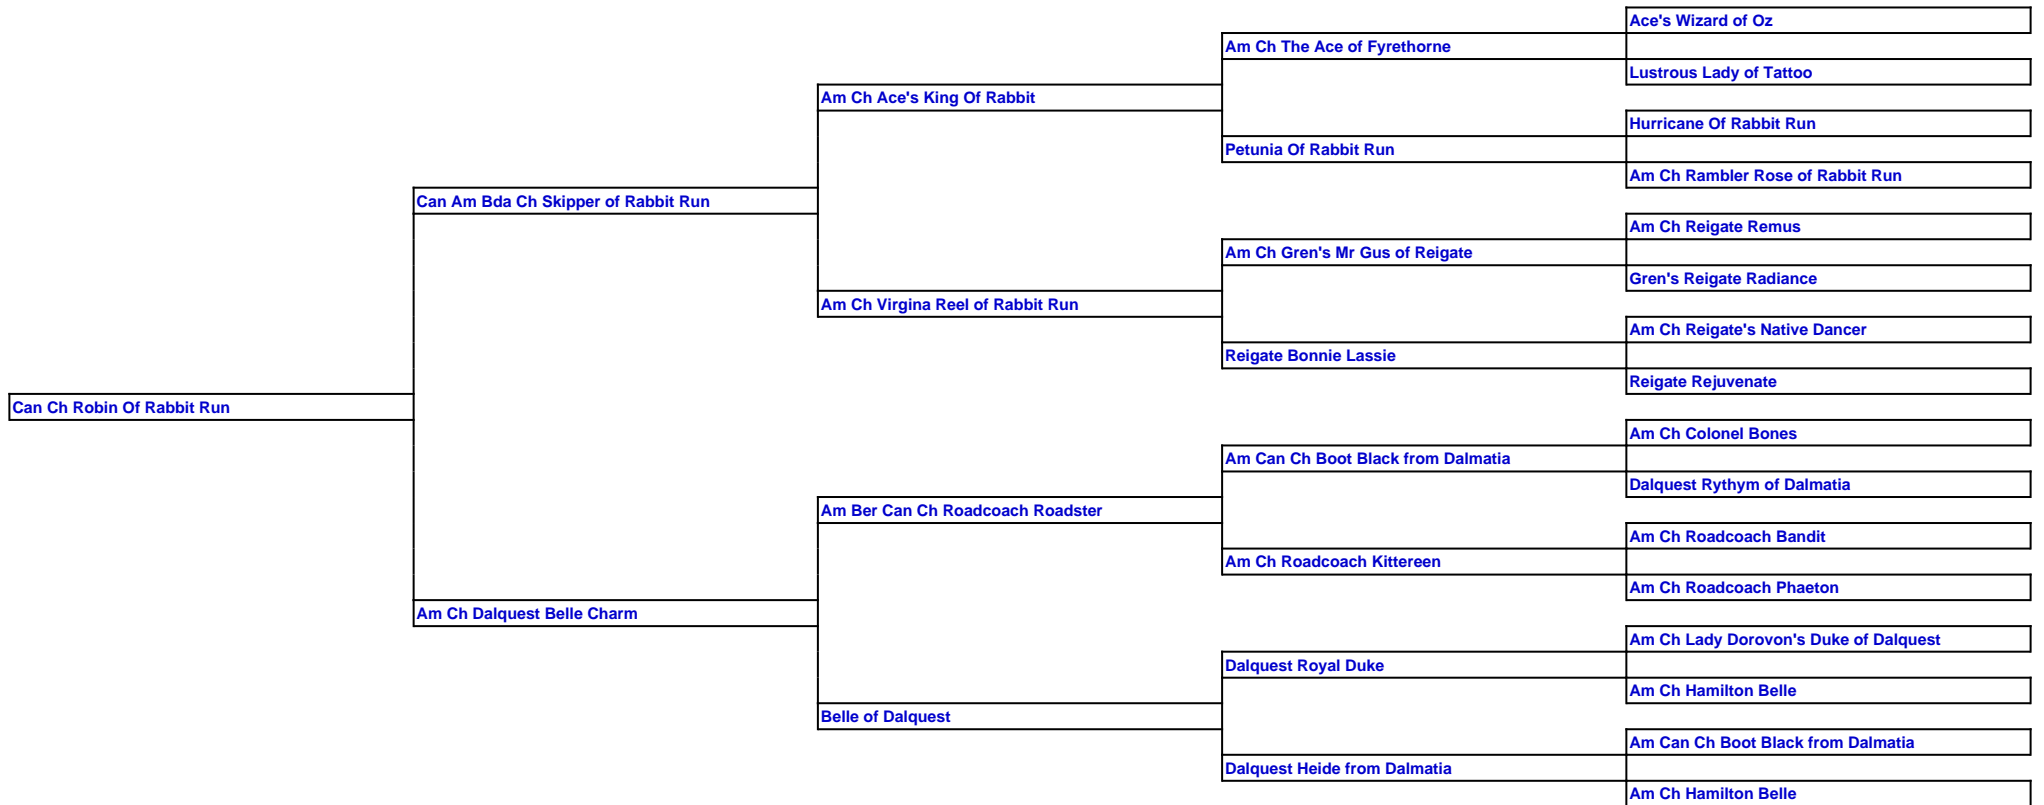 Ace's Wizard of Oz
Am Ch The Ace of Fyrethorne
Lustrous Lady of Tattoo
Am Ch Ace's King Of Rabbit
Hurricane Of Rabbit Run
Petunia Of Rabbit Run
Am Ch Rambler Rose of Rabbit Run
Can Am Bda Ch Skipper of Rabbit Run
Am Ch Reigate Remus
Am Ch Gren's Mr Gus of Reigate
Gren's Reigate Radiance
Am Ch Virgina Reel of Rabbit Run
Am Ch Reigate's Native Dancer
Reigate Bonnie Lassie
Reigate Rejuvenate
Can Ch Robin Of Rabbit Run
Am Ch Colonel Bones
Am Can Ch Boot Black from Dalmatia
Dalquest Rythym of Dalmatia
Am Ber Can Ch Roadcoach Roadster
Am Ch Roadcoach Bandit
Am Ch Roadcoach Kittereen
Am Ch Roadcoach Phaeton
Am Ch Dalquest Belle Charm
Am Ch Lady Dorovon's Duke of Dalquest
Dalquest Royal Duke
Am Ch Hamilton Belle
Belle of Dalquest
Am Can Ch Boot Black from Dalmatia
Dalquest Heide from Dalmatia
Am Ch Hamilton Belle